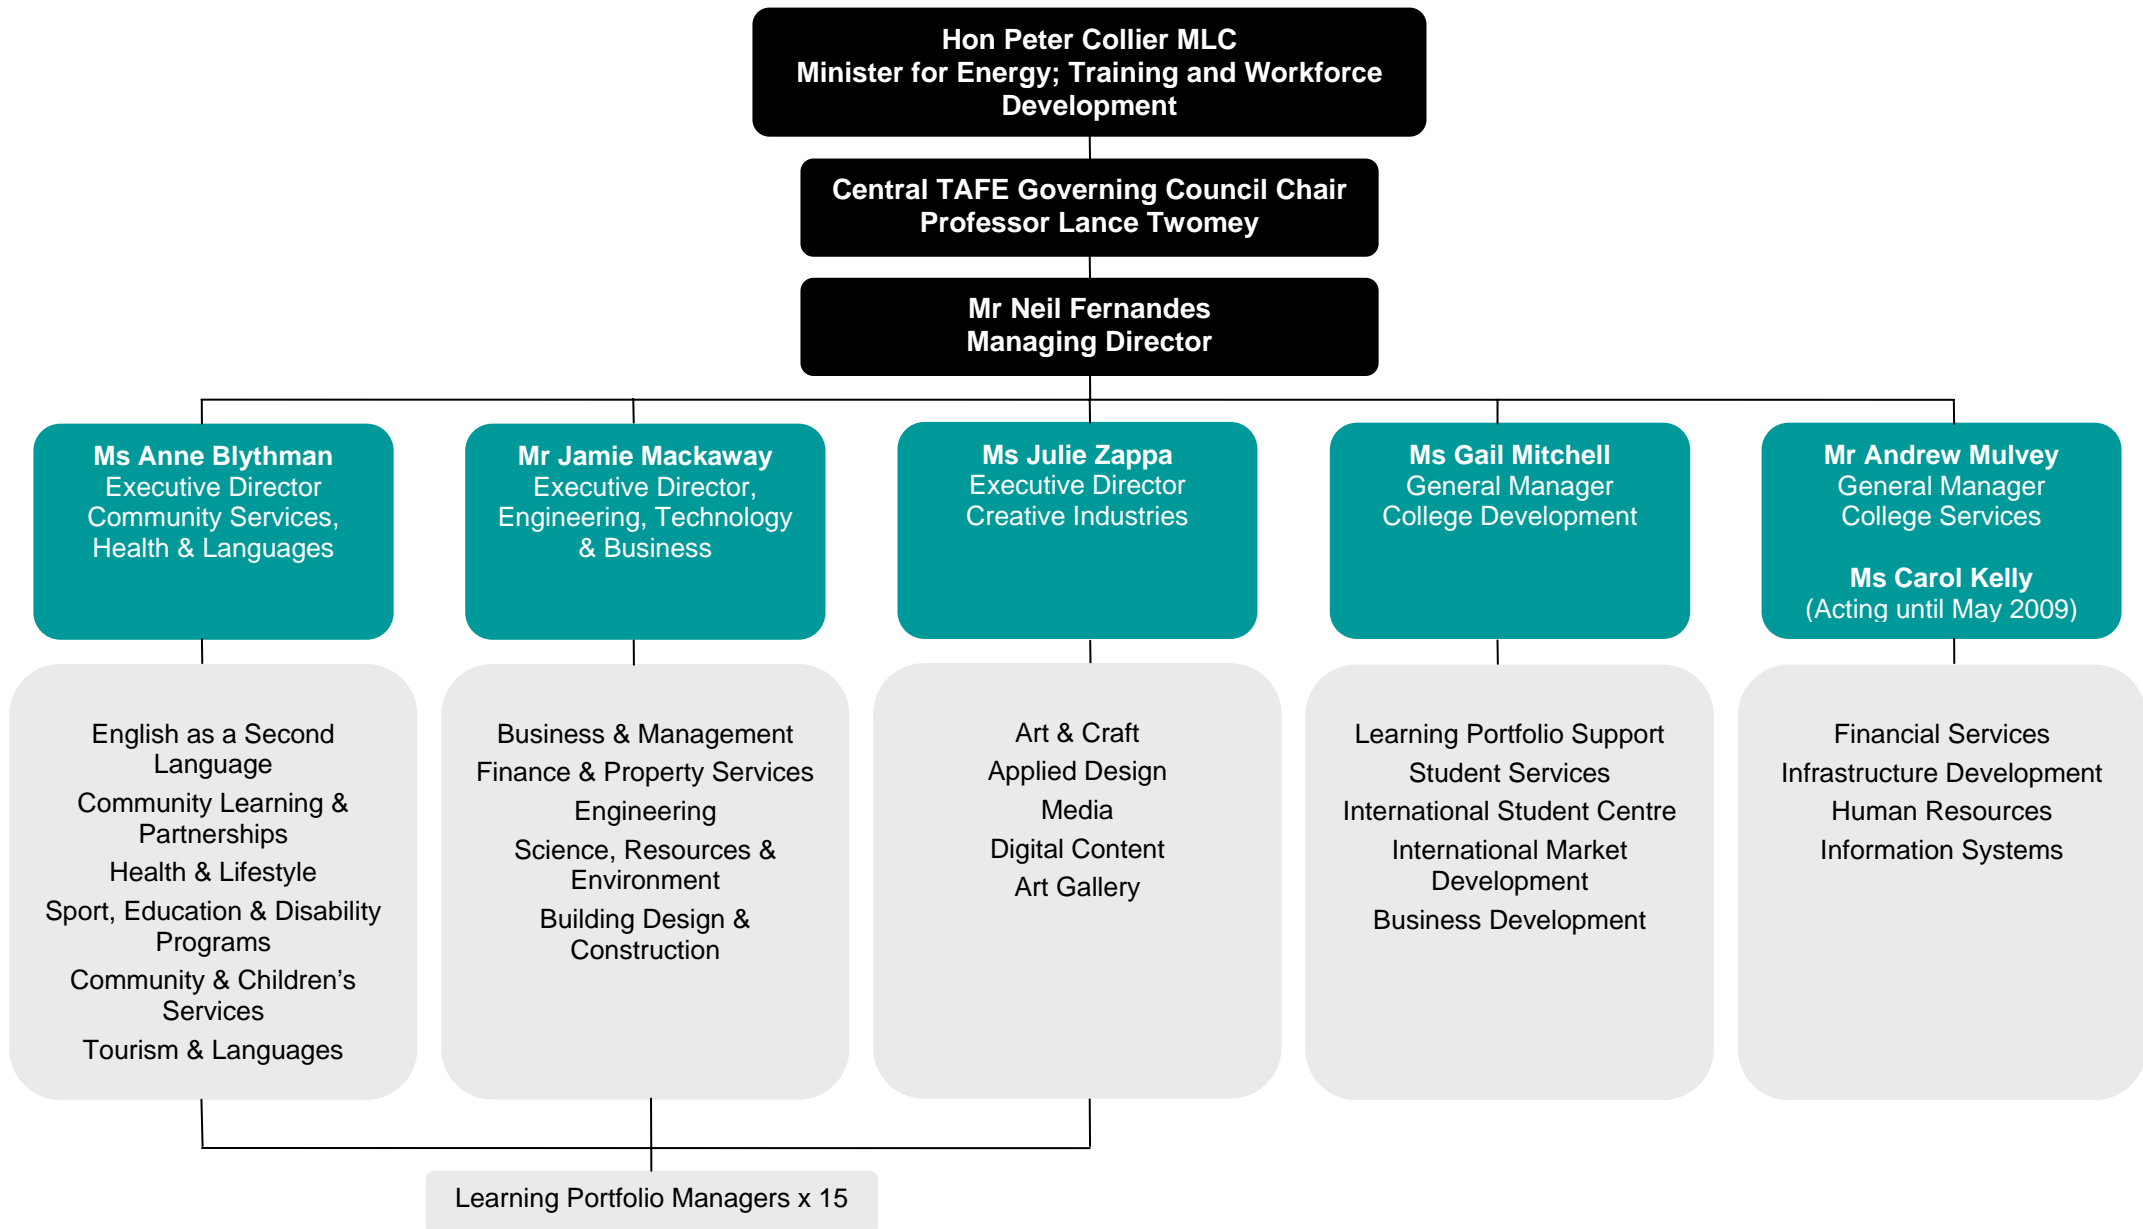 Hon Peter Collier MLC
Minister for Energy; Training and Workforce
Development
Central TAFE Governing Council Chair
Professor Lance Twomey
Mr Neil Fernandes
Managing Director
Ms Anne Blythman
Executive Director
Community Services,
Health & Languages
Mr Jamie Mackaway
Executive Director,
Engineering, Technology
& Business
Ms Julie Zappa
Executive Director
Creative Industries
Ms Gail Mitchell
General Manager
College Development
Mr Andrew Mulvey
General Manager
College Services
Ms Carol Kelly
(Acting until May 2009)
English as a Second
Language
Community Learning &
Partnerships
Health & Lifestyle
Sport, Education & Disability
Programs
Community & Children’s
Services
Tourism & Languages
Business & Management
Finance & Property Services
Engineering
Science, Resources &
Environment
Building Design &
Construction
Art & Craft
Applied Design
Media
Digital Content
Art Gallery
Learning Portfolio Support
Student Services
International Student Centre
International Market
Development
Business Development
Financial Services
Infrastructure Development
Human Resources
Information Systems
Learning Portfolio Managers x 15